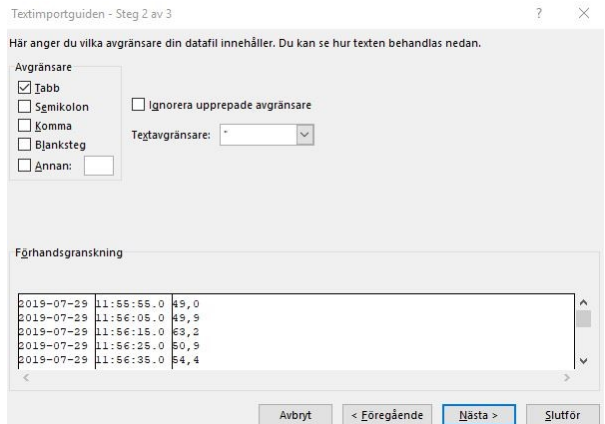 Textimportguiden - Steg 2 av 3 ? ×
Här anger du vilka avgränsare din datafil innehåller. Du kan se hur texten behandlas nedan.
Avgränsare
Tabb
Semikolon
Komma
Blanksteg
Annan:
Ignorera upprepade avgränsare
Textavgränsare: "
Förhandsgranskning
2019-07-29 11:55:55.0 49,0
2019-07-29 11:56:05.0 49,9
2019-07-29 11:56:15.0 63,2
2019-07-29 11:56:25.0 50,9
2019-07-29 11:56:35.0 54,4
Avbryt < Föregående Nästa > Slutför